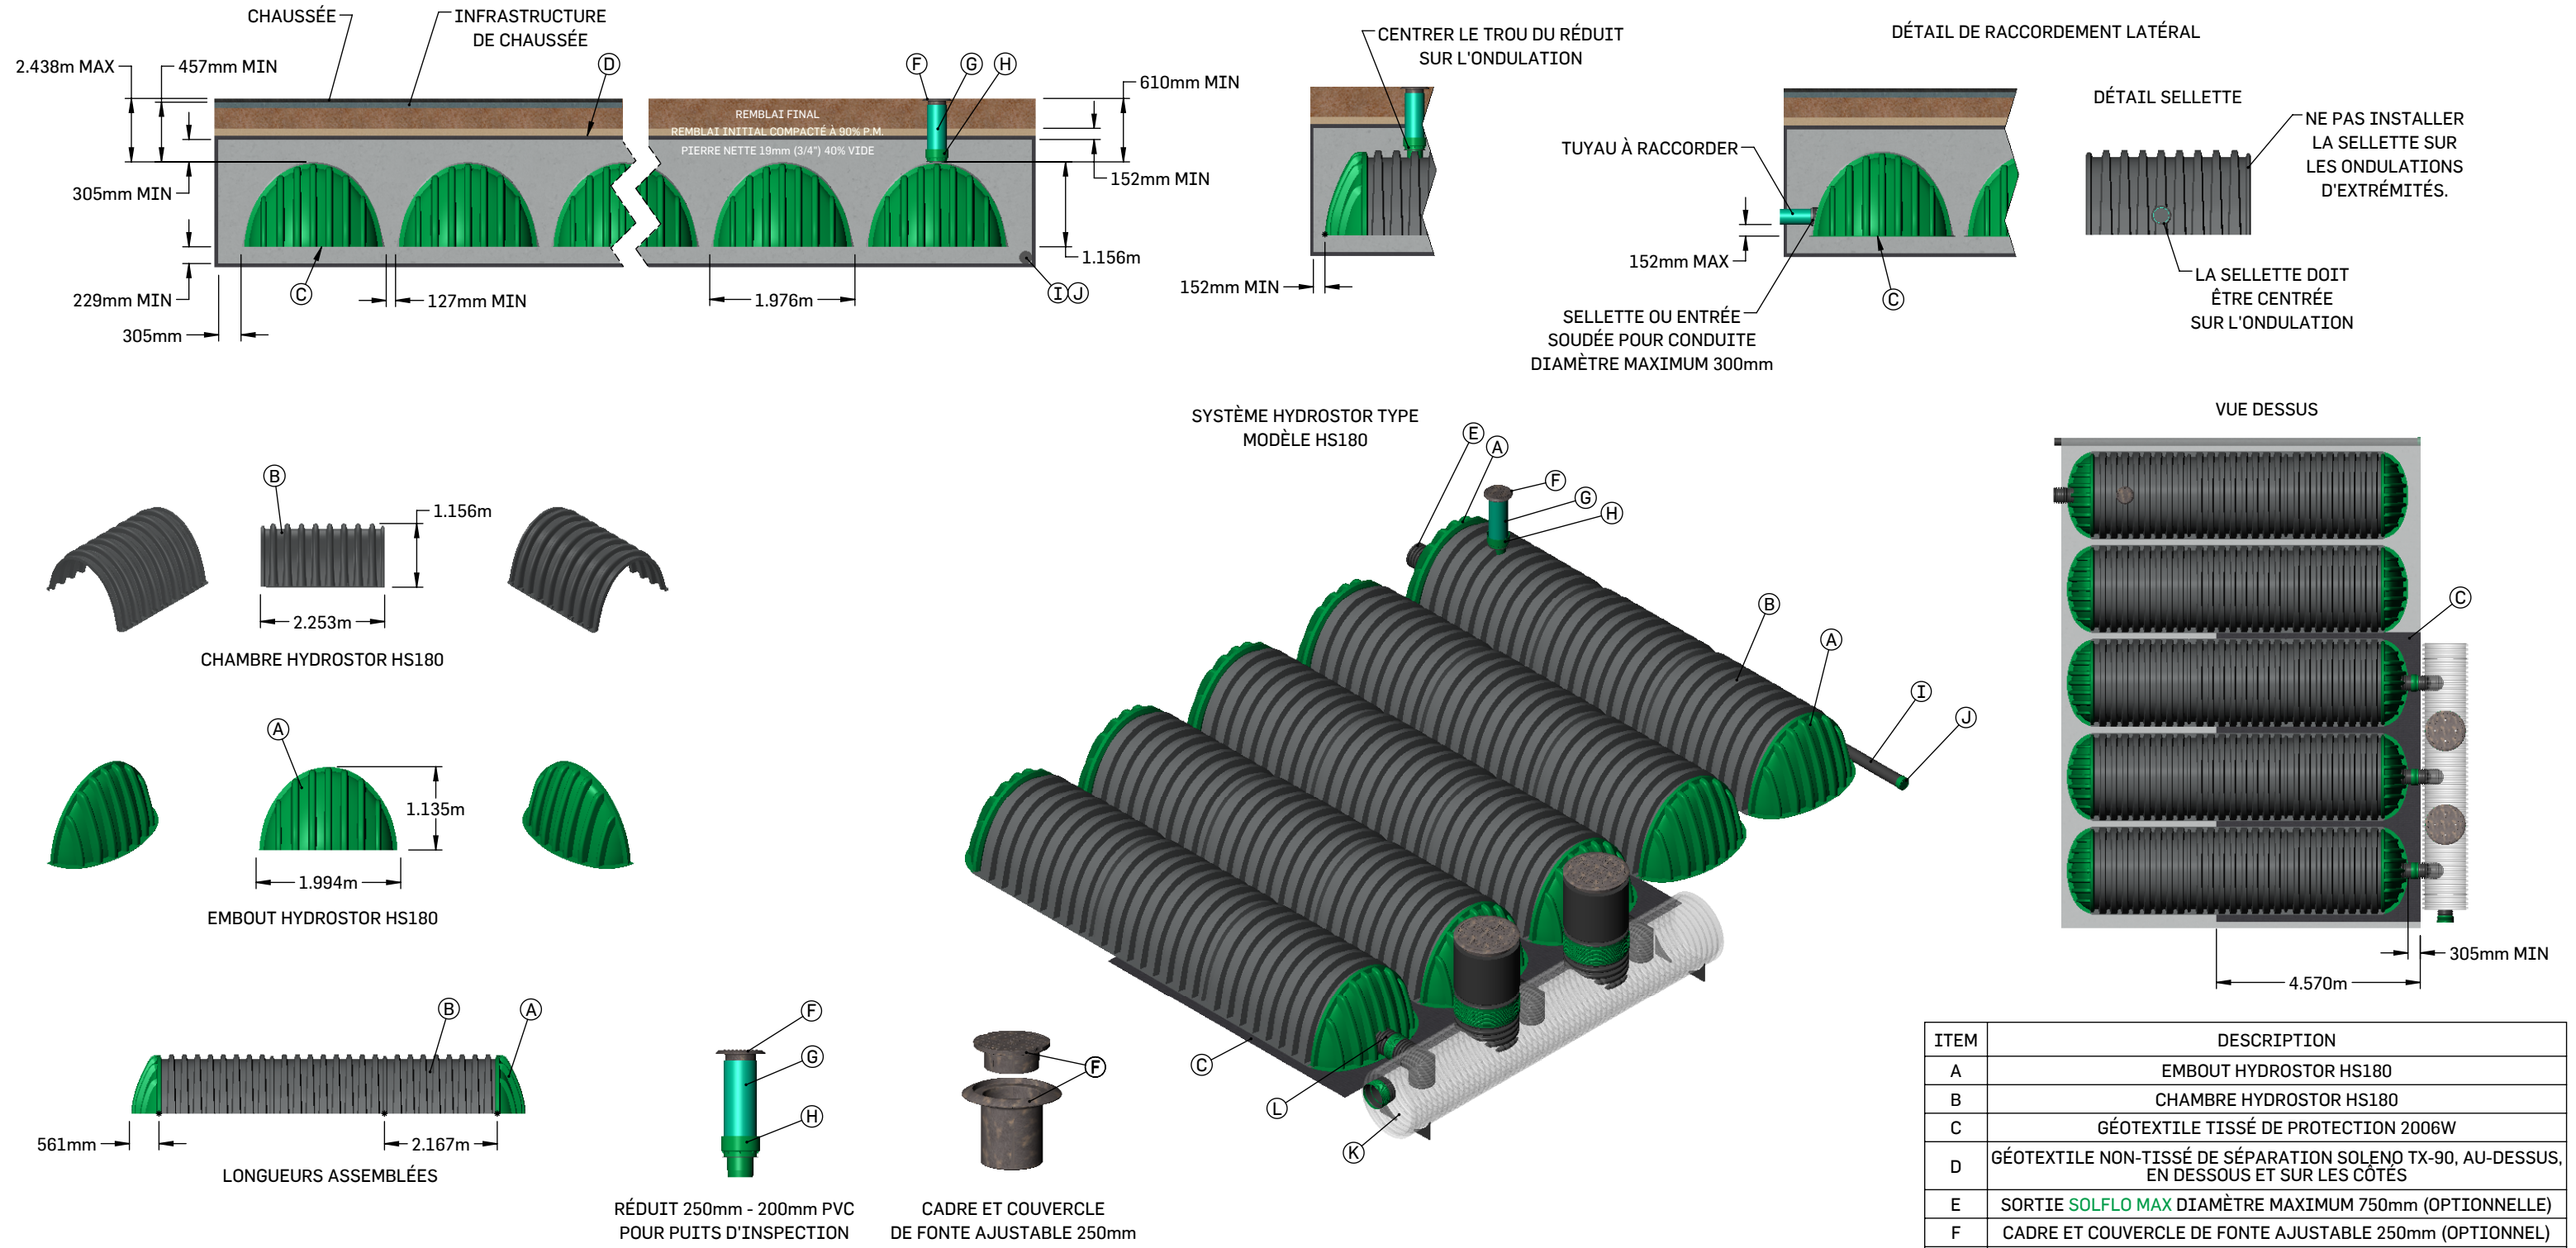 CHAUSSÉE
INFRASTRUCTURE
DE CHAUSSÉE
2.438m MAX
457mm MIN
D
F
G
H
610mm MIN
REMBLAI FINAL
REMBLAI INITIAL COMPACTÉ À 90% P.M.
PIERRE NETTE 19mm (3/4") 40% VIDE
305mm MIN
152mm MIN
229mm MIN
C
127mm MIN
1.976m
1.156m
I
J
305mm
CENTRER LE TROU DU RÉDUIT
SUR L'ONDULATION
152mm MIN
DÉTAIL DE RACCORDEMENT LATÉRAL
TUYAU À RACCORDER
152mm MAX
C
SELLETTE OU ENTRÉE
SOUDÉE POUR CONDUITE
DIAMÈTRE MAXIMUM 300mm
DÉTAIL SELLETTE
NE PAS INSTALLER
LA SELLETTE SUR
LES ONDULATIONS
D'EXTRÉMITÉS.
LA SELLETTE DOIT
ÊTRE CENTRÉE
SUR L'ONDULATION
B
1.156m
2.253m
CHAMBRE HYDROSTOR HS180
A
1.135m
1.994m
EMBOUT HYDROSTOR HS180
B
A
561mm
2.167m
LONGUEURS ASSEMBLÉES
F
G
H
RÉDUIT 250mm - 200mm PVC
POUR PUITS D'INSPECTION
F
CADRE ET COUVERCLE
DE FONTE AJUSTABLE 250mm
SYSTÈME HYDROSTOR TYPE
MODÈLE HS180
E
A
F
G
H
B
A
I
J
C
L
K
VUE DESSUS
C
305mm MIN
4.570m
ITEM DESCRIPTION
A EMBOUT HYDROSTOR HS180
B CHAMBRE HYDROSTOR HS180
C GÉOTEXTILE TISSÉ DE PROTECTION 2006W
D GÉOTEXTILE NON-TISSÉ DE SÉPARATION SOLENO TX-90, AU-DESSUS,
EN DESSOUS ET SUR LES CÔTÉS
E SORTIE SOLFLO MAX DIAMÈTRE MAXIMUM 750mm (OPTIONNELLE)
F CADRE ET COUVERCLE DE FONTE AJUSTABLE 250mm (OPTIONNEL)